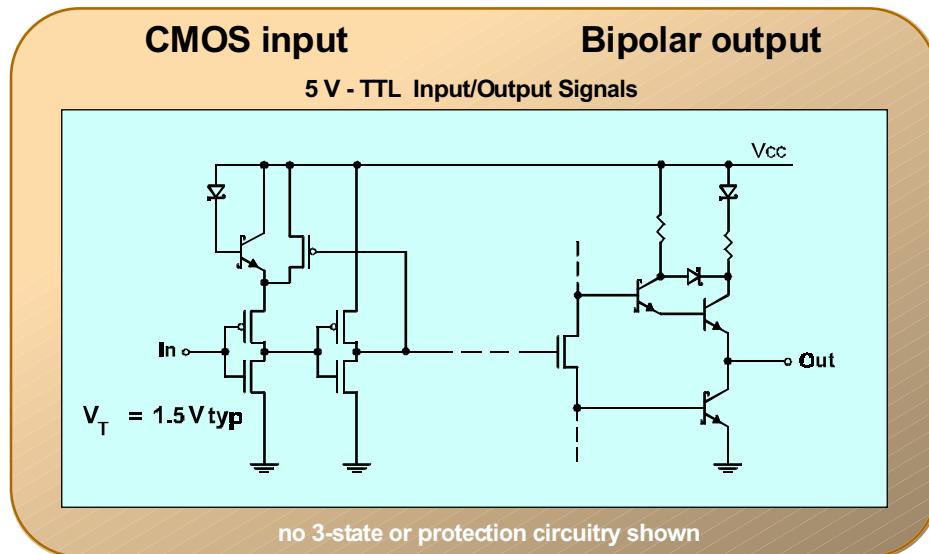 CMOS input Bipolar output
5 V - TTL Input/Output Signals
Vcc
In
Out
V_T = 1.5 V typ
no 3-state or protection circuitry shown